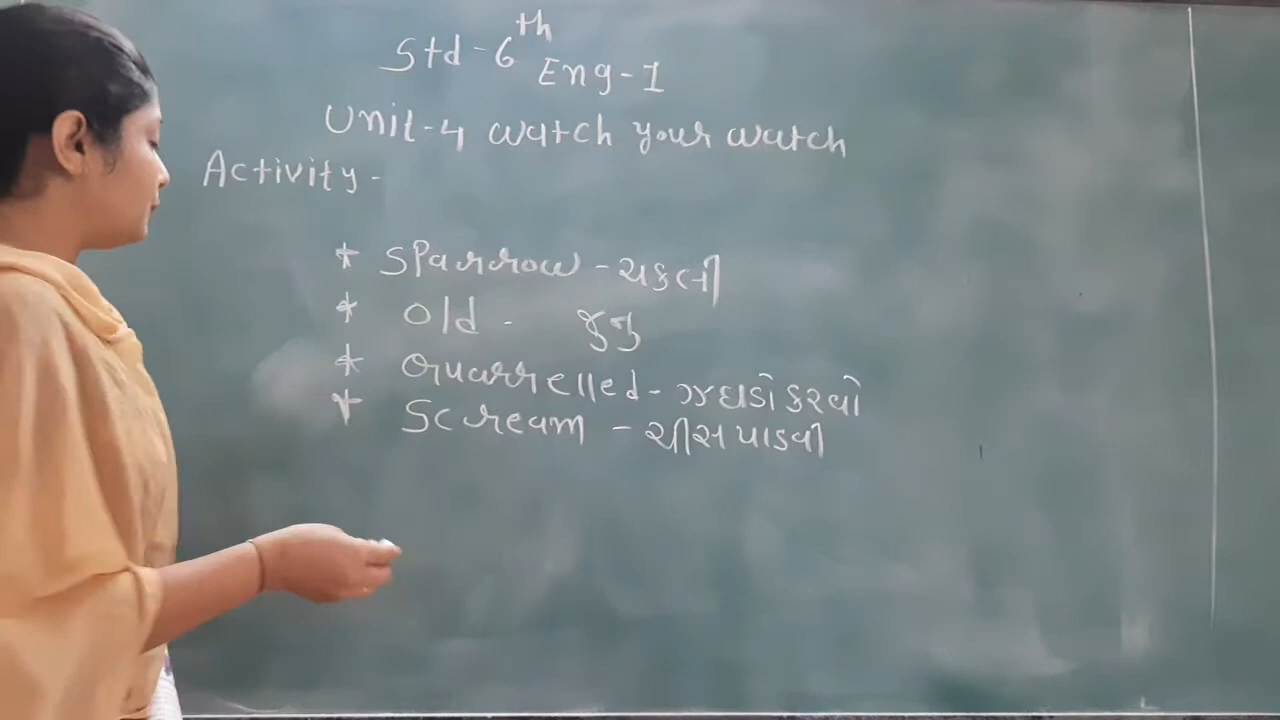 Std-6th Eng-1
Unit-4 watch your watch
Activity-
* Sparrow - ચકલી
* Old - જુનુ
* Quarrelled - ઝઘડો કરવો
* Scream - ચીસ પાડવી